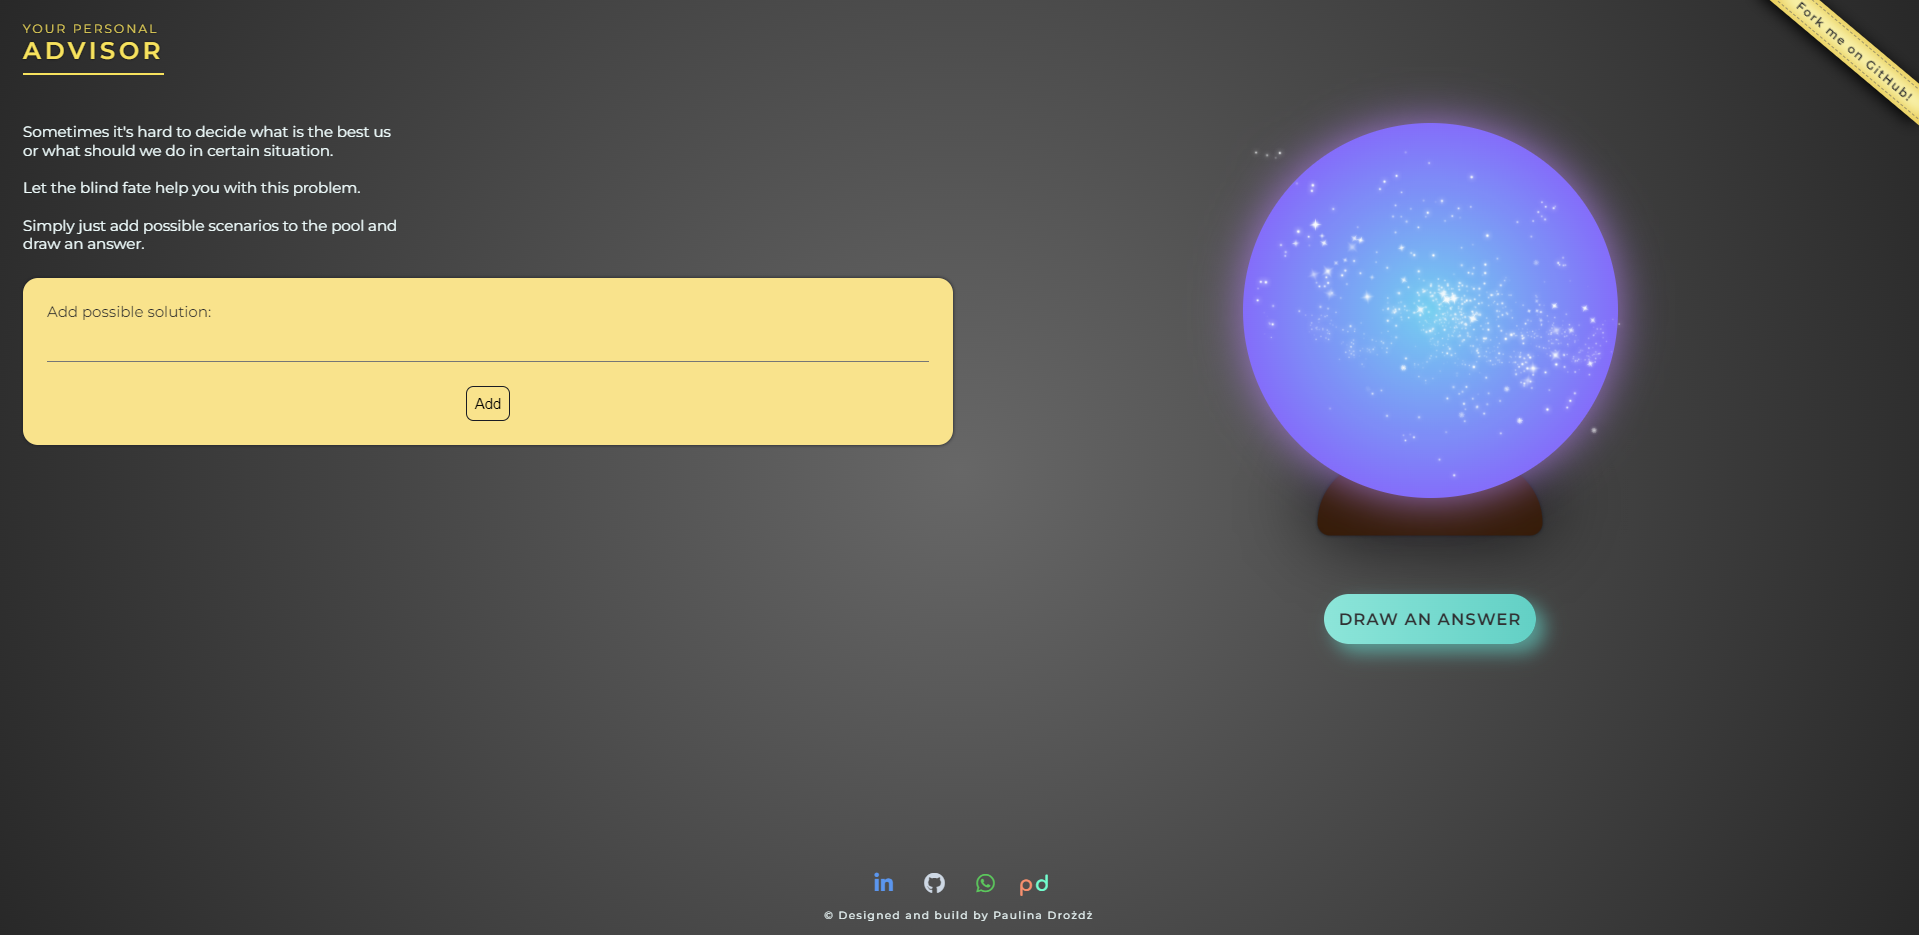 YOUR PERSONAL
ADVISOR
Fork me on GitHub!
Sometimes it's hard to decide what is the best us
or what should we do in certain situation.
Let the blind fate help you with this problem.
Simply just add possible scenarios to the pool and
draw an answer.
Add possible solution:
Add
DRAW AN ANSWER
in
pd
© Designed and build by Paulina Drożdż